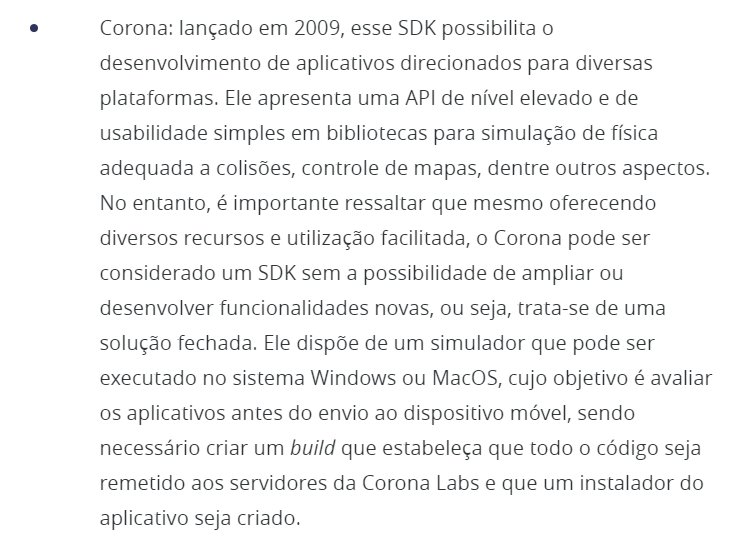 Corona: lançado em 2009, esse SDK possibilita o
desenvolvimento de aplicativos direcionados para diversas
plataformas. Ele apresenta uma API de nível elevado e de
usabilidade simples em bibliotecas para simulação de física
adequada a colisões, controle de mapas, dentre outros aspectos.
No entanto, é importante ressaltar que mesmo oferecendo
diversos recursos e utilização facilitada, o Corona pode ser
considerado um SDK sem a possibilidade de ampliar ou
desenvolver funcionalidades novas, ou seja, trata-se de uma
solução fechada. Ele dispõe de um simulador que pode ser
executado no sistema Windows ou MacOS, cujo objetivo é avaliar
os aplicativos antes do envio ao dispositivo móvel, sendo
necessário criar um build que estabeleça que todo o código seja
remetido aos servidores da Corona Labs e que um instalador do
aplicativo seja criado.